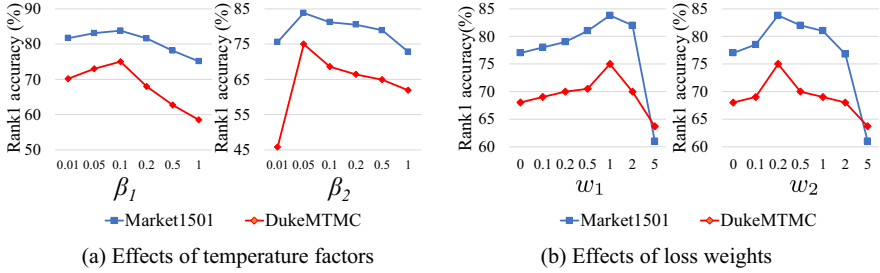 Rank1 accuracy (%)
90
80
70
60
50
0.01 0.05 0.1 0.2 0.5 1
β1
Rank1 accuracy (%)
85
75
65
55
45
0.01 0.05 0.1 0.2 0.5 1
β2
Market1501 DukeMTMC
(a) Effects of temperature factors
Rank1 accuracy(%)
85
80
75
70
65
60
0 0.1 0.2 0.5 1 2 5
w1
Rank1 accuracy (%)
85
80
75
70
65
60
0 0.1 0.2 0.5 1 2 5
w2
Market1501 DukeMTMC
(b) Effects of loss weights